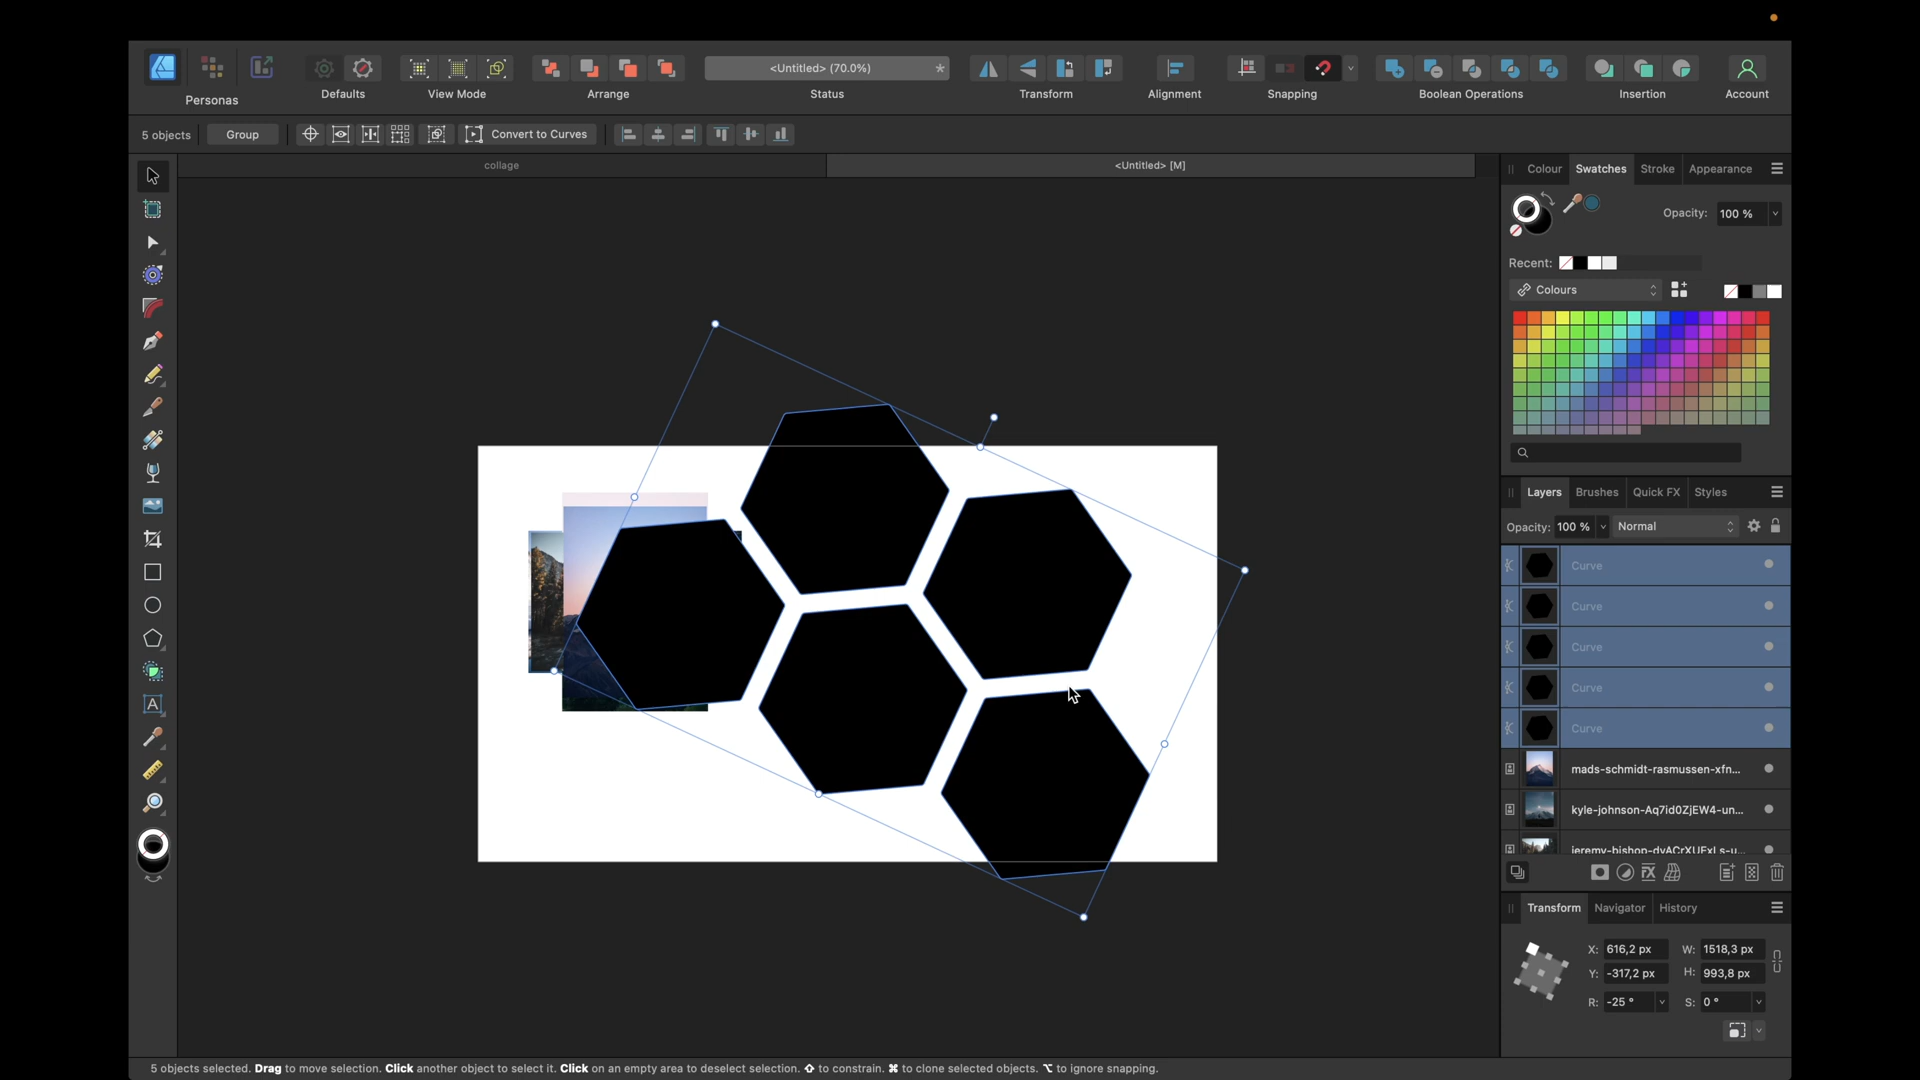 Personas
Defaults
View Mode
Arrange
<Untitled> (70.0%)
*
Status
Transform
Alignment
Snapping
Boolean Operations
Insertion
Account
5 objects
Group
Convert to Curves
collage
<Untitled> [M]
Colour
Swatches
Stroke
Appearance
Opacity: 100 %
Recent:
Colours
Layers
Brushes
Quick FX
Styles
Opacity: 100 %
Normal
Curve
Curve
Curve
Curve
Curve
mads-schmidt-rasmussen-xfn...
kyle-johnson-Aq7id0ZjEW4-un...
jeremy-bishop-dvACrXUExLs-u...
Transform
Navigator
History
X: 616,2 px W: 1518,3 px
Y: -317,2 px H: 993,8 px
R: -25 ° S: 0 °
A
5 objects selected. Drag to move selection. Click another object to select it. Click on an empty area to deselect selection. ⇧ to constrain. ⌘ to clone selected objects. ⌥ to ignore snapping.